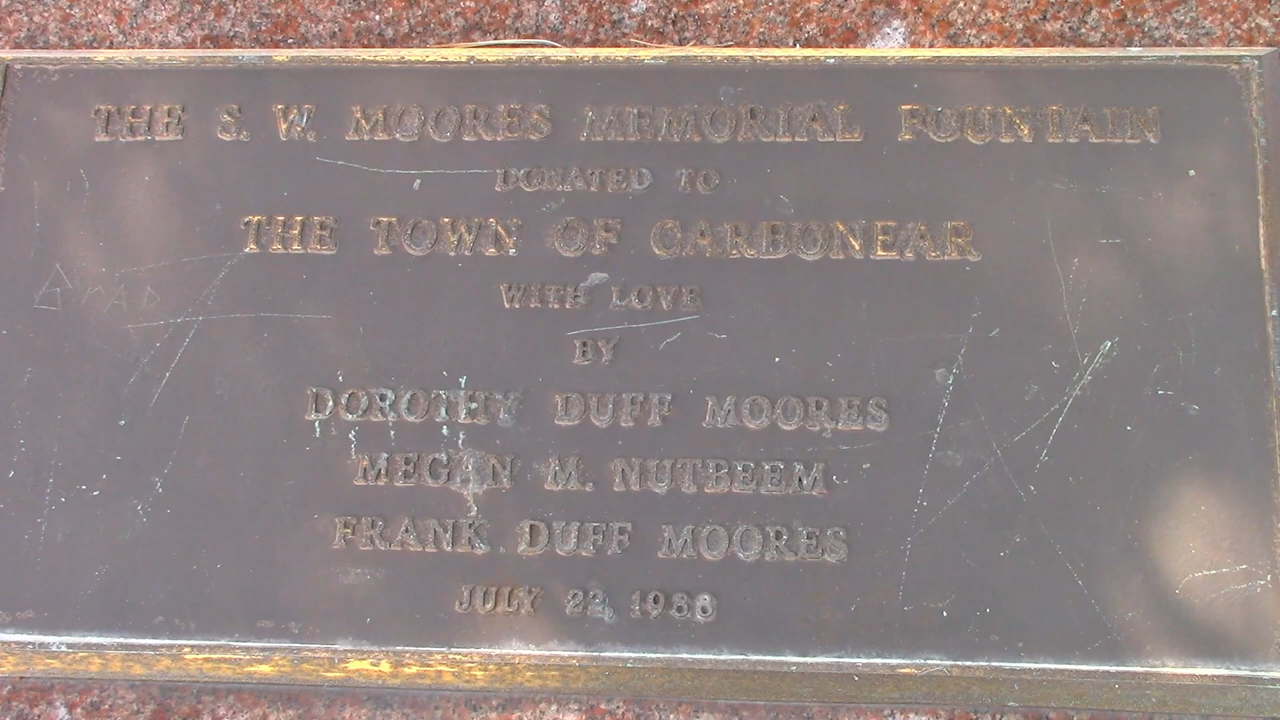 THE S. W. MOORES MEMORIAL FOUNTAIN
DONATED TO
THE TOWN OF CARBONEAR
WITH LOVE
BY
DOROTHY DUFF MOORES
MEGAN M. NUTBEEM
FRANK DUFF MOORES
JULY 22, 1988
BRAD